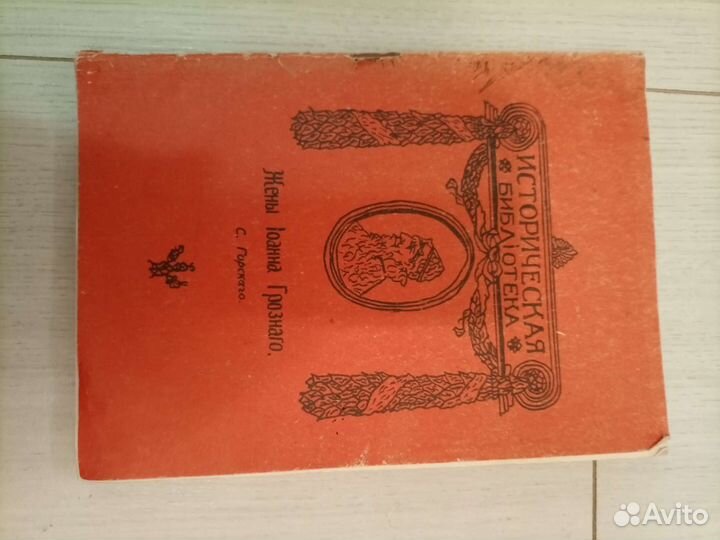 ИСТОРИЧЕСКАЯ
БИБЛІОТЕКА
Жены Іоанна Грознаго.
С. Горскаго.
Avito